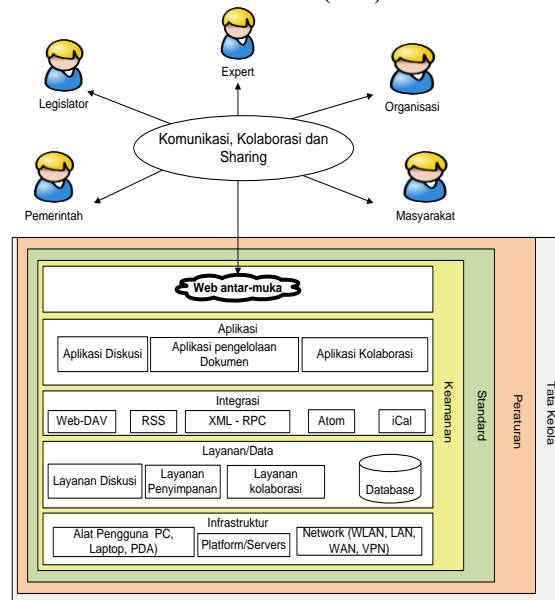 Expert
Legislator
Organisasi
Komunikasi, Kolaborasi dan
Sharing
Pemerintah
Masyarakat
Web antar-muka
Aplikasi
Aplikasi Diskusi
Aplikasi pengelolaan
Dokumen
Aplikasi Kolaborasi
Integrasi
Web-DAV
RSS
XML - RPC
Atom
iCal
Layanan/Data
Layanan Diskusi
Layanan
Penyimpanan
Layanan
kolaborasi
Database
Infrastruktur
Alat Pengguna PC,
Laptop, PDA)
Platform/Servers
Network (WLAN, LAN,
WAN, VPN)
Keamanan
Standard
Peraturan
Tata Kelola